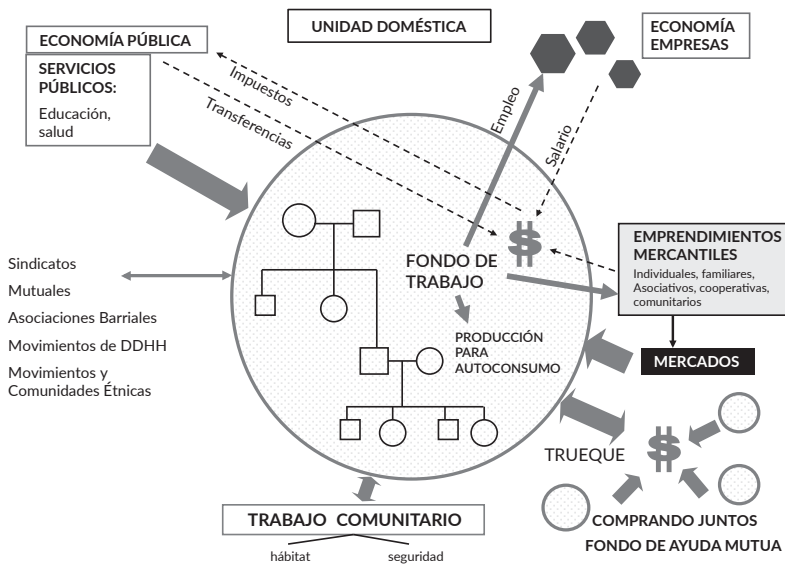 UNIDAD DOMÉSTICA
ECONOMÍA PÚBLICA
SERVICIOS
PÚBLICOS:
Educación,
salud
Impuestos
Transferencias
Empleo
Salario
ECONOMÍA
EMPRESAS
$
FONDO DE
TRABAJO
PRODUCCIÓN
PARA
AUTOCONSUMO
EMPRENDIMIENTOS
MERCANTILES
Individuales, familiares,
Asociativos, cooperativas,
comunitarios
MERCADOS
Sindicatos
Mutuales
Asociaciones Barriales
Movimientos de DDHH
Movimientos y
Comunidades Étnicas
TRUEQUE
$
COMPRANDO JUNTOS
FONDO DE AYUDA MUTUA
TRABAJO COMUNITARIO
hábitat
seguridad